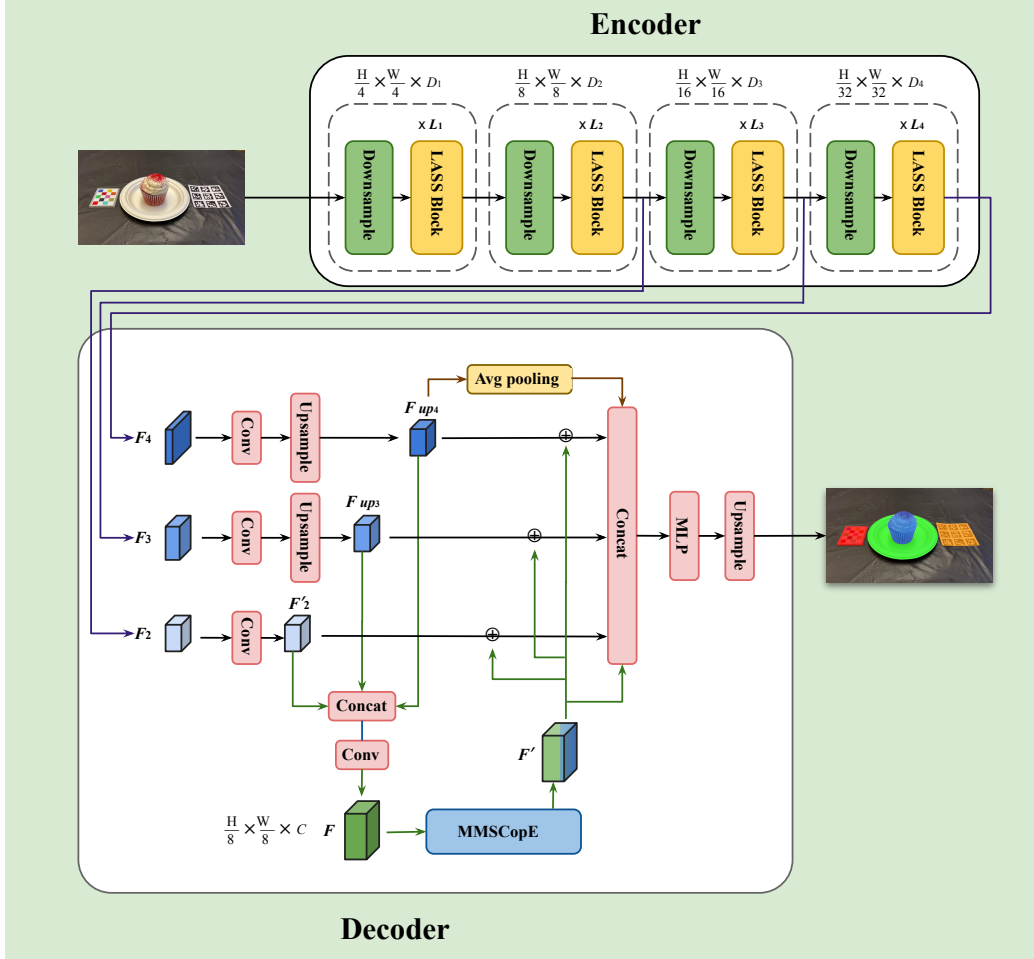 Encoder
H/4 × W/4 × D₁
H/8 × W/8 × D₂
H/16 × W/16 × D₃
H/32 × W/32 × D₄
x L₁
x L₂
x L₃
x L₄
Downsample
LASS Block
Downsample
LASS Block
Downsample
LASS Block
Downsample
LASS Block
Avg pooling
F up₄
F₄
Conv
Upsample
F up₃
F₃
Conv
Upsample
Concat
MLP
Upsample
F′₂
F₂
Conv
Concat
Conv
F′
H/8 × W/8 × C
F
MMSCopE
Decoder